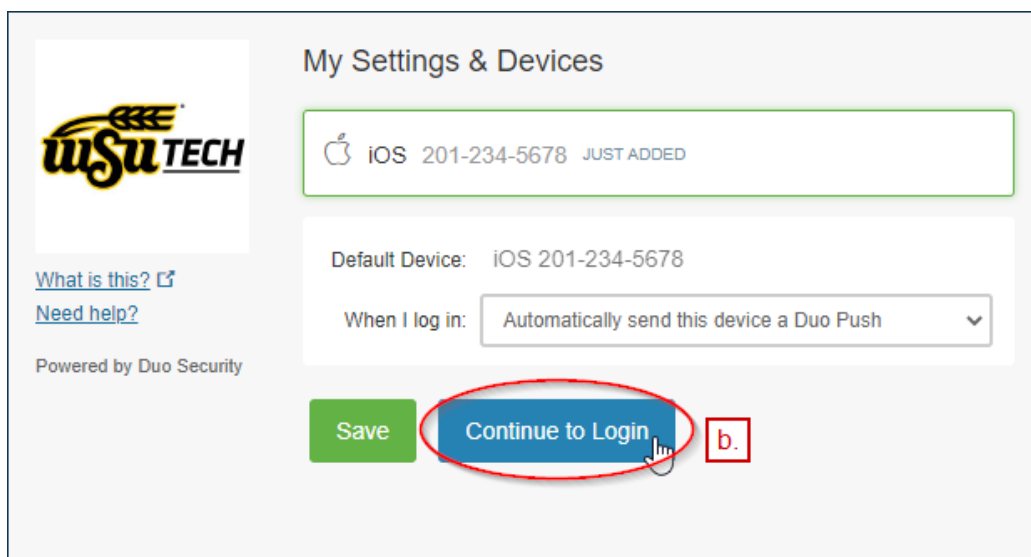 My Settings & Devices
wsu TECH
iOS 201-234-5678 JUST ADDED
What is this?
Need help?
Powered by Duo Security
Default Device: iOS 201-234-5678
When I log in: Automatically send this device a Duo Push
Save
Continue to Login
b.